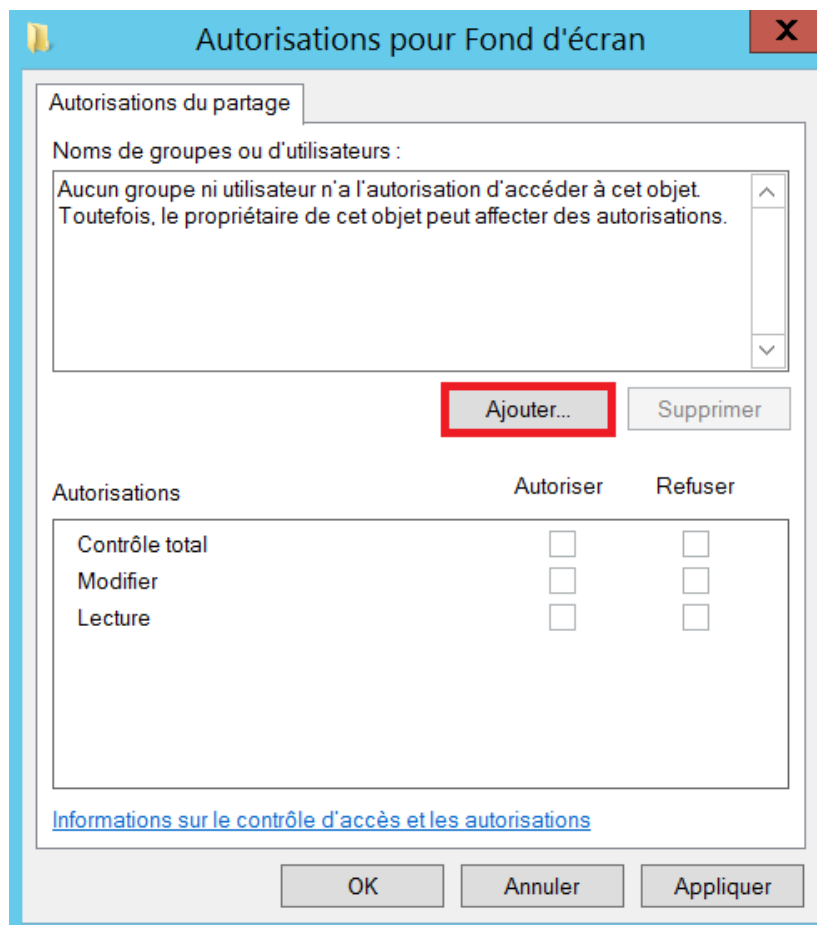 Autorisations pour Fond d'écran
X
Autorisations du partage
Noms de groupes ou d'utilisateurs :
Aucun groupe ni utilisateur n'a l'autorisation d'accéder à cet objet.
Toutefois, le propriétaire de cet objet peut affecter des autorisations.
Ajouter... Supprimer
Autorisations Autoriser Refuser
Contrôle total
Modifier
Lecture
Informations sur le contrôle d'accès et les autorisations
OK Annuler Appliquer